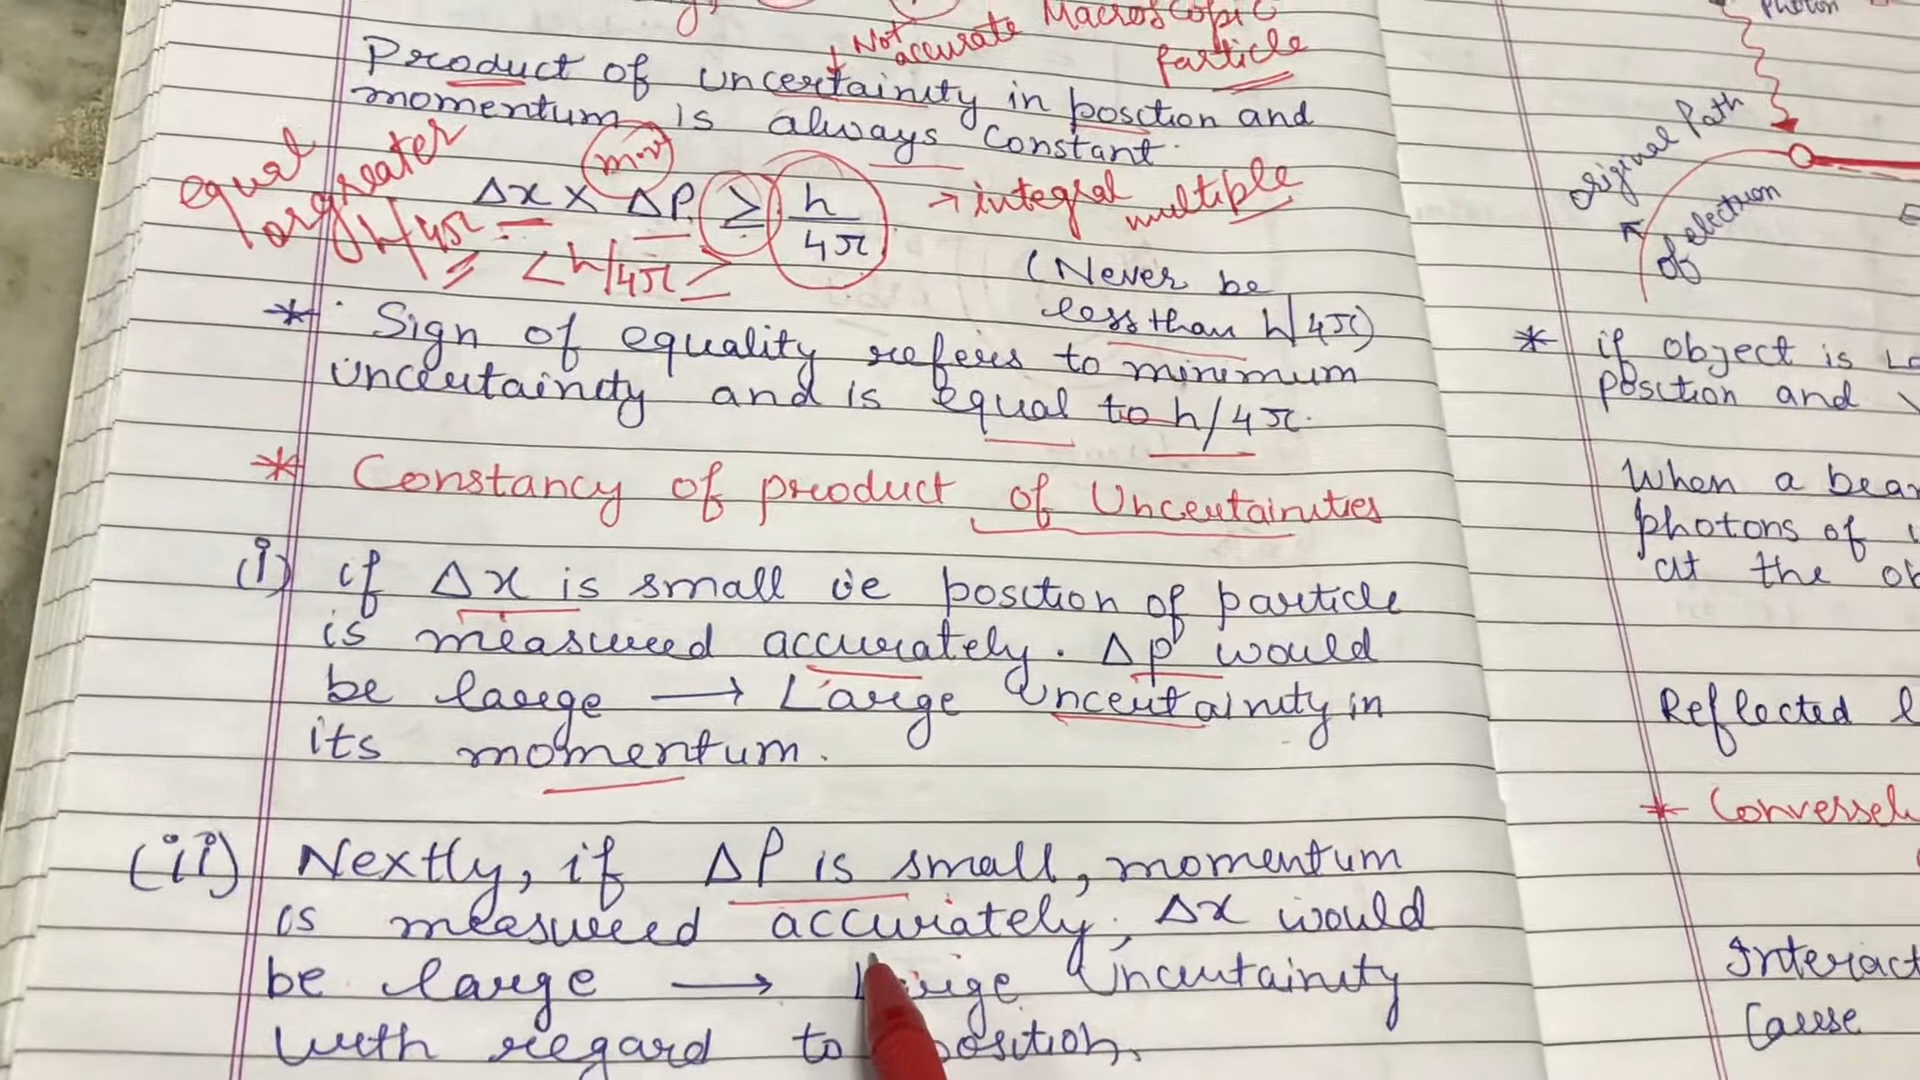 Not accurate Macroscopic particle
Product of uncertainity in position and
momentum is always constant.
equal or greater
(m·v)
Δx × ΔP ≥ h/4π → integral multiple
h/4π = < h/4π ≥
(Never be
less than h/4π)
* Sign of equality refers to minimum
uncertaincty and is equal to h/4π.
* Constancy of product of Uncertainities
(i) if Δx is small ie position of particle
is measured accurately. Δp would
be large → Large Uncertainity in
its momentum.
(ii) Nextly, if ΔP is small, momentum
is measured accurately, Δx would
be large → Uncertainity
with regard to position.
Photon
Original Path
of electron
* if object is
position and
When a
photons of
at the
Reflected
*
Cause